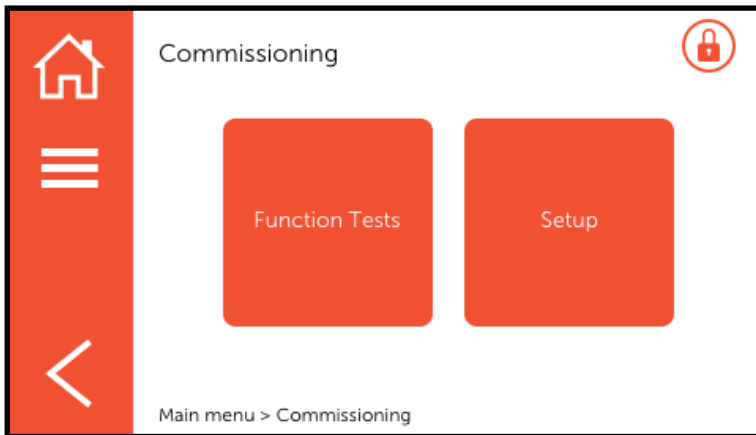 Commissioning
Function Tests
Setup
Main menu > Commissioning